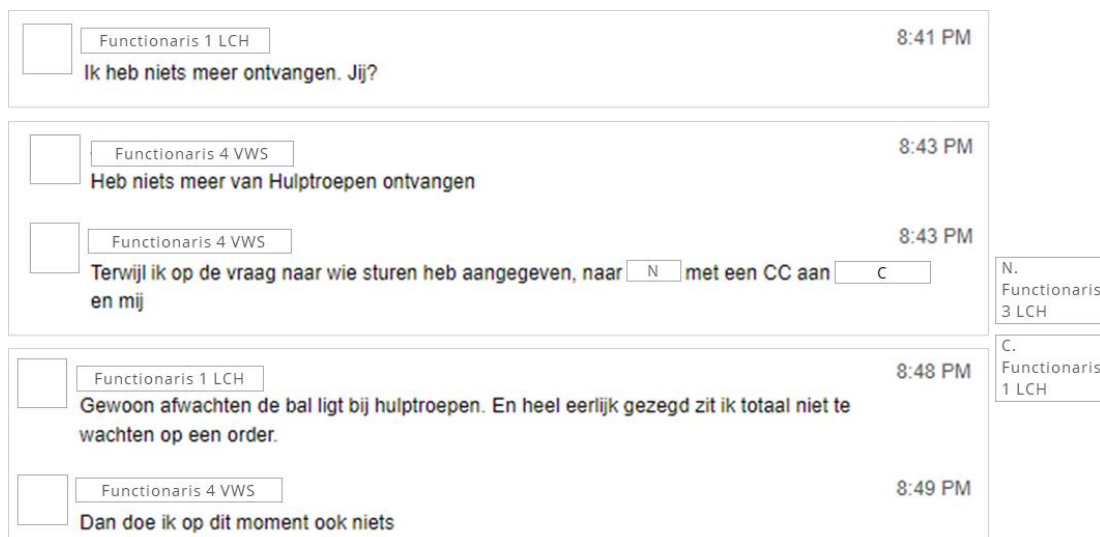 Functionaris 1 LCH 8:41 PM
Ik heb niets meer ontvangen. Jij?
Functionaris 4 VWS 8:43 PM
Heb niets meer van Hulptroepen ontvangen
Functionaris 4 VWS 8:43 PM
Terwijl ik op de vraag naar wie sturen heb aangegeven, naar N met een CC aan C
en mij
N.
Functionaris
3 LCH
C.
Functionaris
1 LCH
Functionaris 1 LCH 8:48 PM
Gewoon afwachten de bal ligt bij hulptroepen. En heel eerlijk gezegd zit ik totaal niet te
wachten op een order.
Functionaris 4 VWS 8:49 PM
Dan doe ik op dit moment ook niets